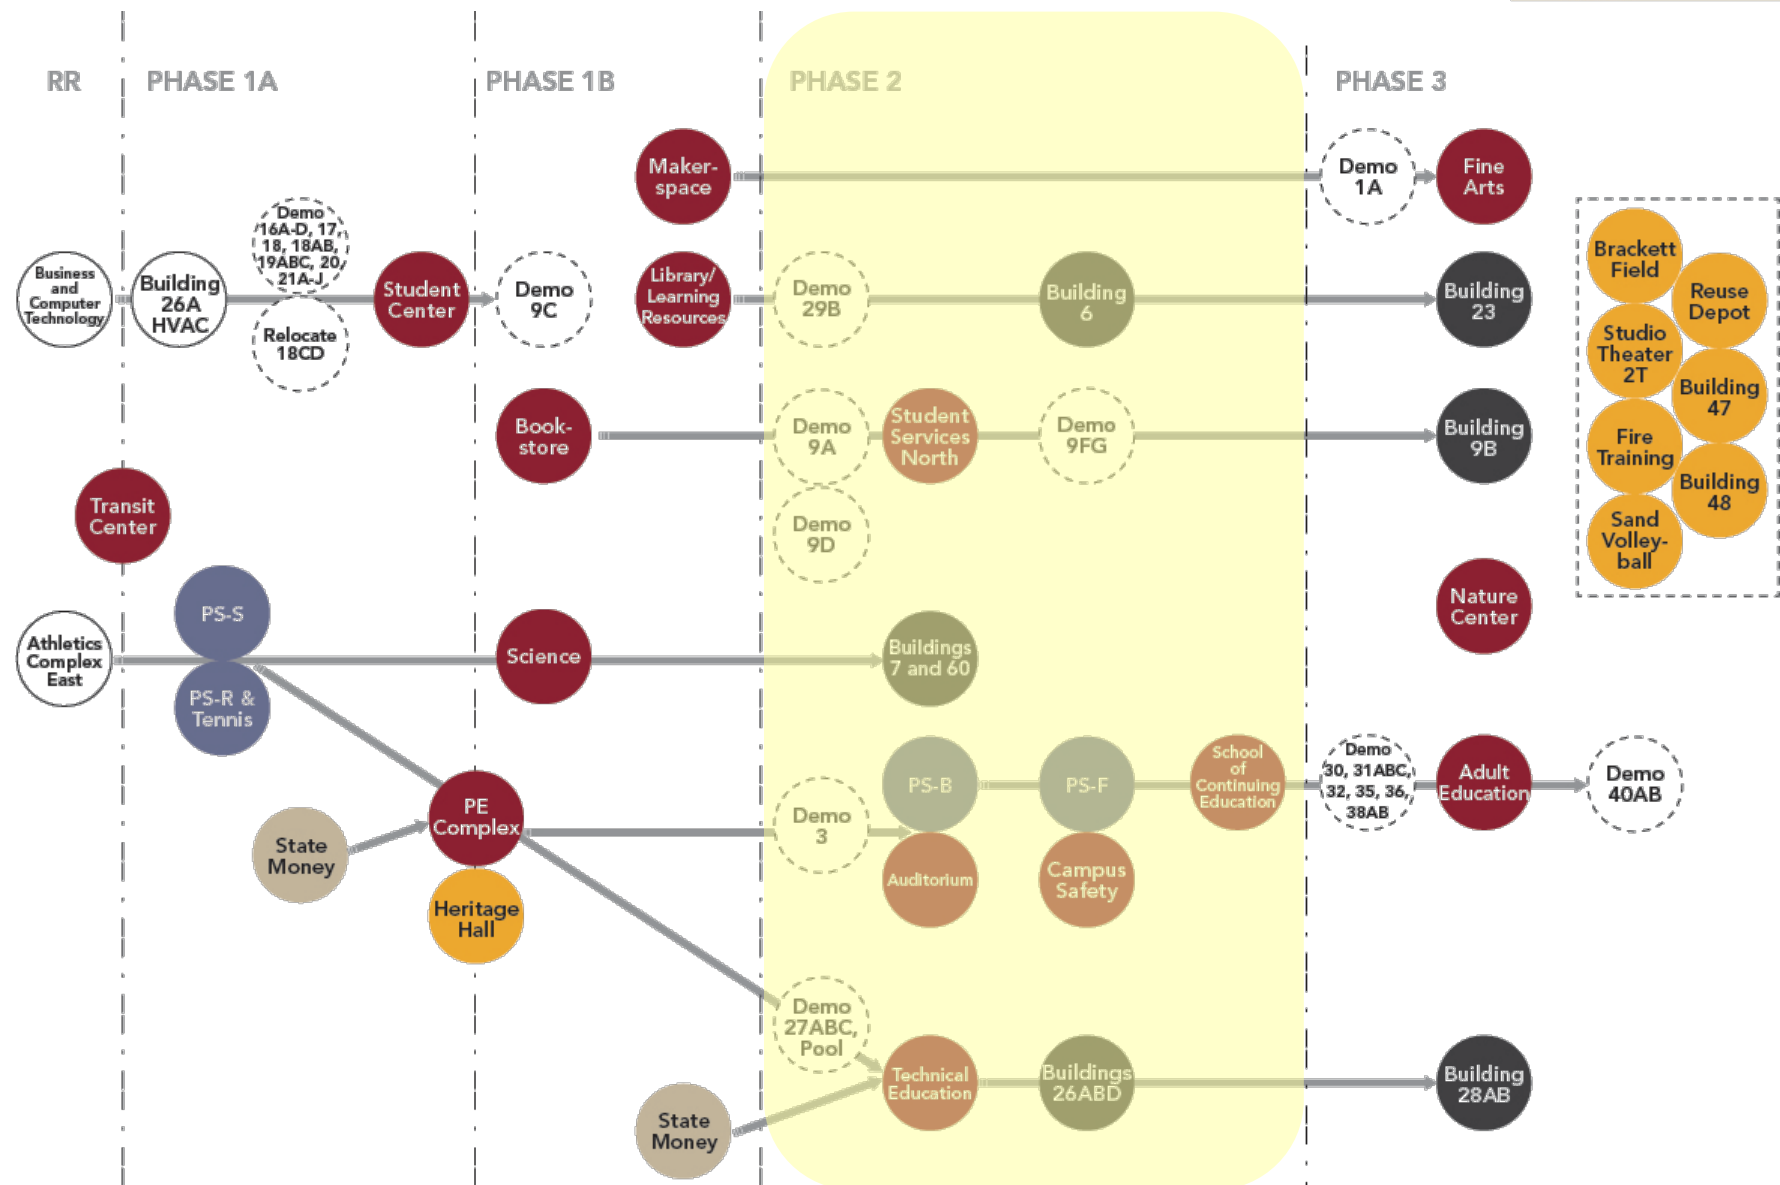 RR
PHASE 1A
PHASE 1B
PHASE 2
PHASE 3
Maker-
space
Demo
1A
Fine
Arts
Business
and
Computer
Technology
Building
26A
HVAC
Demo
16A-D, 17,
18, 18AB,
19ABC, 20,
21A-J
Relocate
18CD
Student
Center
Demo
9C
Library/
Learning
Resources
Demo
29B
Building
6
Building
23
Book-
store
Demo
9A
Student
Services
North
Demo
9FG
Building
9B
Demo
9D
Brackett
Field
Reuse
Depot
Studio
Theater
2T
Building
47
Fire
Training
Building
48
Sand
Volley-
ball
Transit
Center
Nature
Center
Athletics
Complex
East
PS-S
PS-R &
Tennis
Science
Buildings
7 and 60
State
Money
PE
Complex
Heritage
Hall
Demo
3
PS-B
Auditorium
PS-F
Campus
Safety
School
of
Continuing
Education
Demo
30, 31ABC,
32, 35, 36,
38AB
Adult
Education
Demo
40AB
Demo
27ABC,
Pool
State
Money
Technical
Education
Buildings
26ABD
Building
28AB